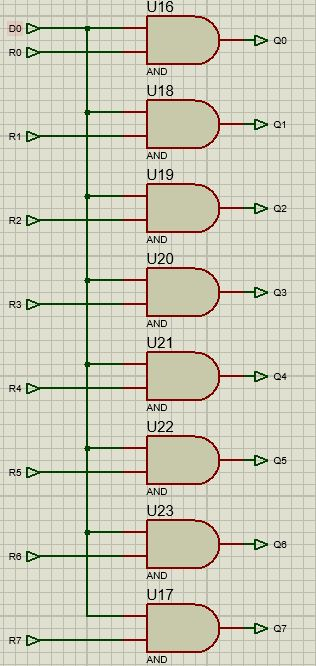 U16
D0
R0
Q0
AND
U18
R1
Q1
AND
U19
R2
Q2
AND
U20
R3
Q3
AND
U21
R4
Q4
AND
U22
R5
Q5
AND
U23
R6
Q6
AND
U17
R7
Q7
AND